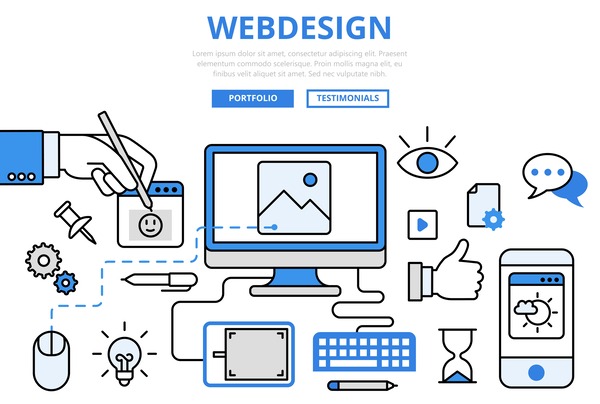 WEBDESIGN
Lorem ipsum dolor sit amet, consectetur adipiscing elit. Praesent
elementum commodo scelerisque. Proin mollis magna elit, eu
finibus velit aliquet sit amet. Sed nec vulputate nibh.
PORTFOLIO
TESTIMONIALS